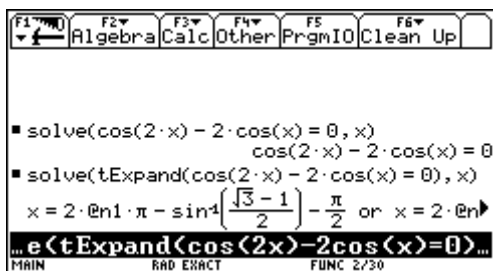 F1 F2 Algebra F3 Calc F4 Other F5 PrgmIO F6 Clean Up
▪ solve(cos(2·x) - 2·cos(x) = 0, x)
cos(2·x) - 2·cos(x) = 0
▪ solve(tExpand(cos(2·x) - 2·cos(x) = 0), x)
x = 2·@n1·π - sin⁻¹((√3 - 1)/2) - π/2 or x = 2·@n▶
…e(tExpand(cos(2x)-2cos(x)=0)…
MAIN RAD EXACT FUNC 2/30